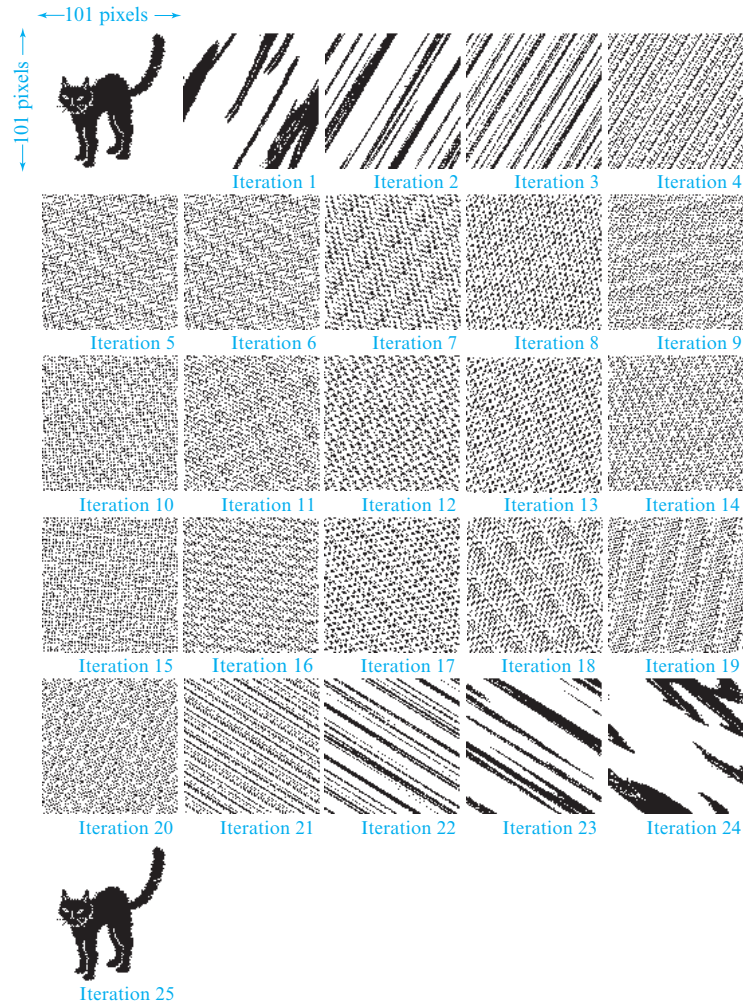 101 pixels
101 pixels
Iteration 1
Iteration 2
Iteration 3
Iteration 4
Iteration 5
Iteration 6
Iteration 7
Iteration 8
Iteration 9
Iteration 10
Iteration 11
Iteration 12
Iteration 13
Iteration 14
Iteration 15
Iteration 16
Iteration 17
Iteration 18
Iteration 19
Iteration 20
Iteration 21
Iteration 22
Iteration 23
Iteration 24
Iteration 25